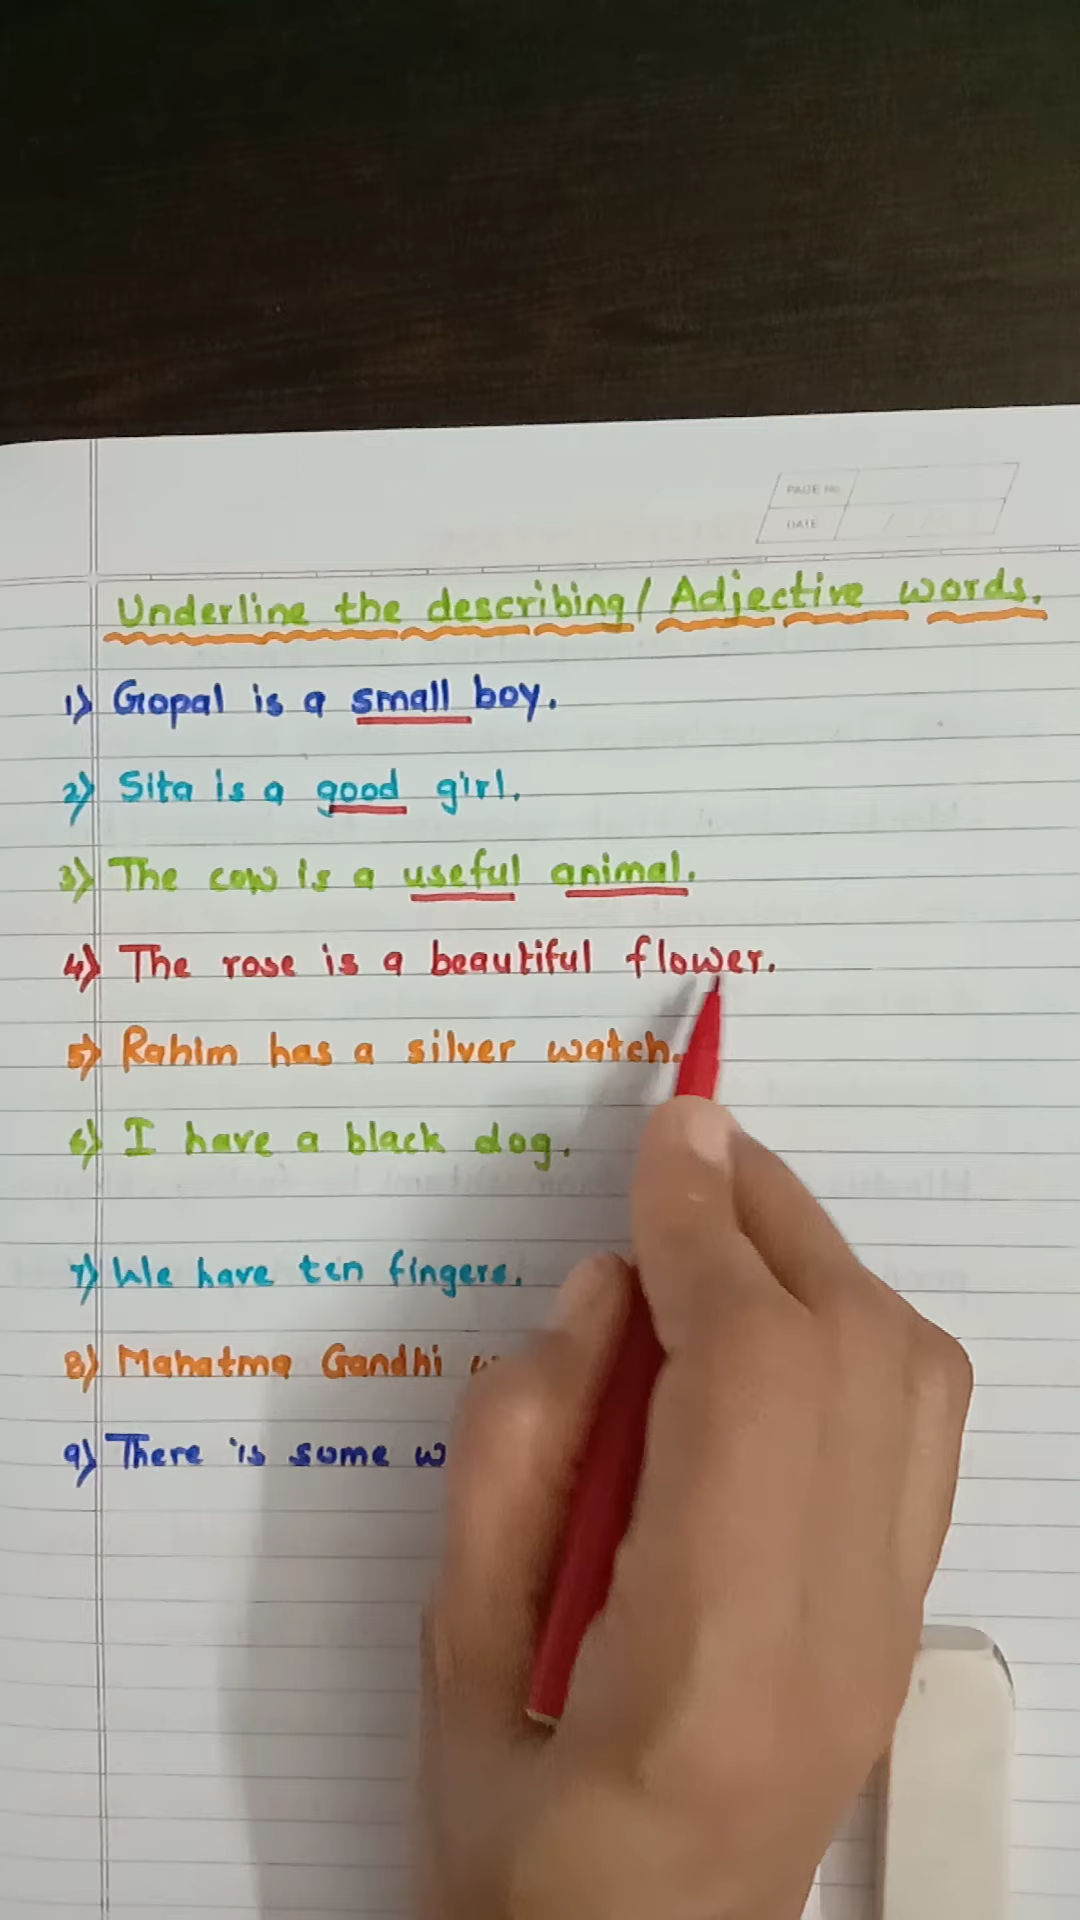 PAGE No.
DATE / /
Underline the describing / Adjective words.
1) Gopal is a small boy.
2) Sita is a good girl.
3) The cow is a useful animal.
4) The rose is a beautiful flower.
5) Rahim has a silver watch.
6) I have a black dog.
7) We have ten fingers.
8) Mahatma Gandhi
9) There is some